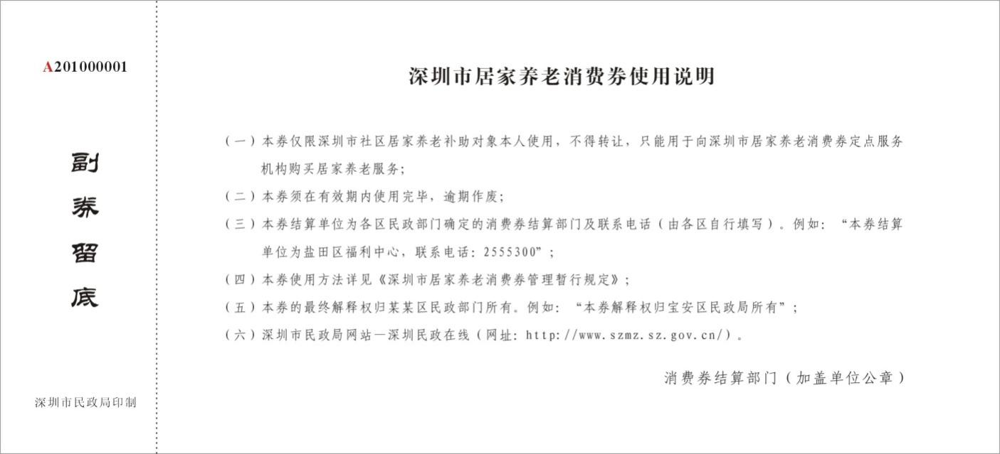 A201000001
副
券
留
底
深圳市民政局印制
深圳市居家养老消费券使用说明
（一）本券仅限深圳市社区居家养老补助对象本人使用，不得转让，只能用于向深圳市居家养老消费券定点服务
机构购买居家养老服务；
（二）本券须在有效期内使用完毕，逾期作废；
（三）本券结算单位为各区民政部门确定的消费券结算部门及联系电话（由各区自行填写）。例如：“本券结算
单位为盐田区福利中心，联系电话：2555300”；
（四）本券使用方法详见《深圳市居家养老消费券管理暂行规定》；
（五）本券的最终解释权归某某区民政部门所有。例如：“本券解释权归宝安区民政局所有”；
（六）深圳市民政局网站—深圳民政在线（网址：http://www.szmz.sz.gov.cn/）。
消费券结算部门（加盖单位公章）